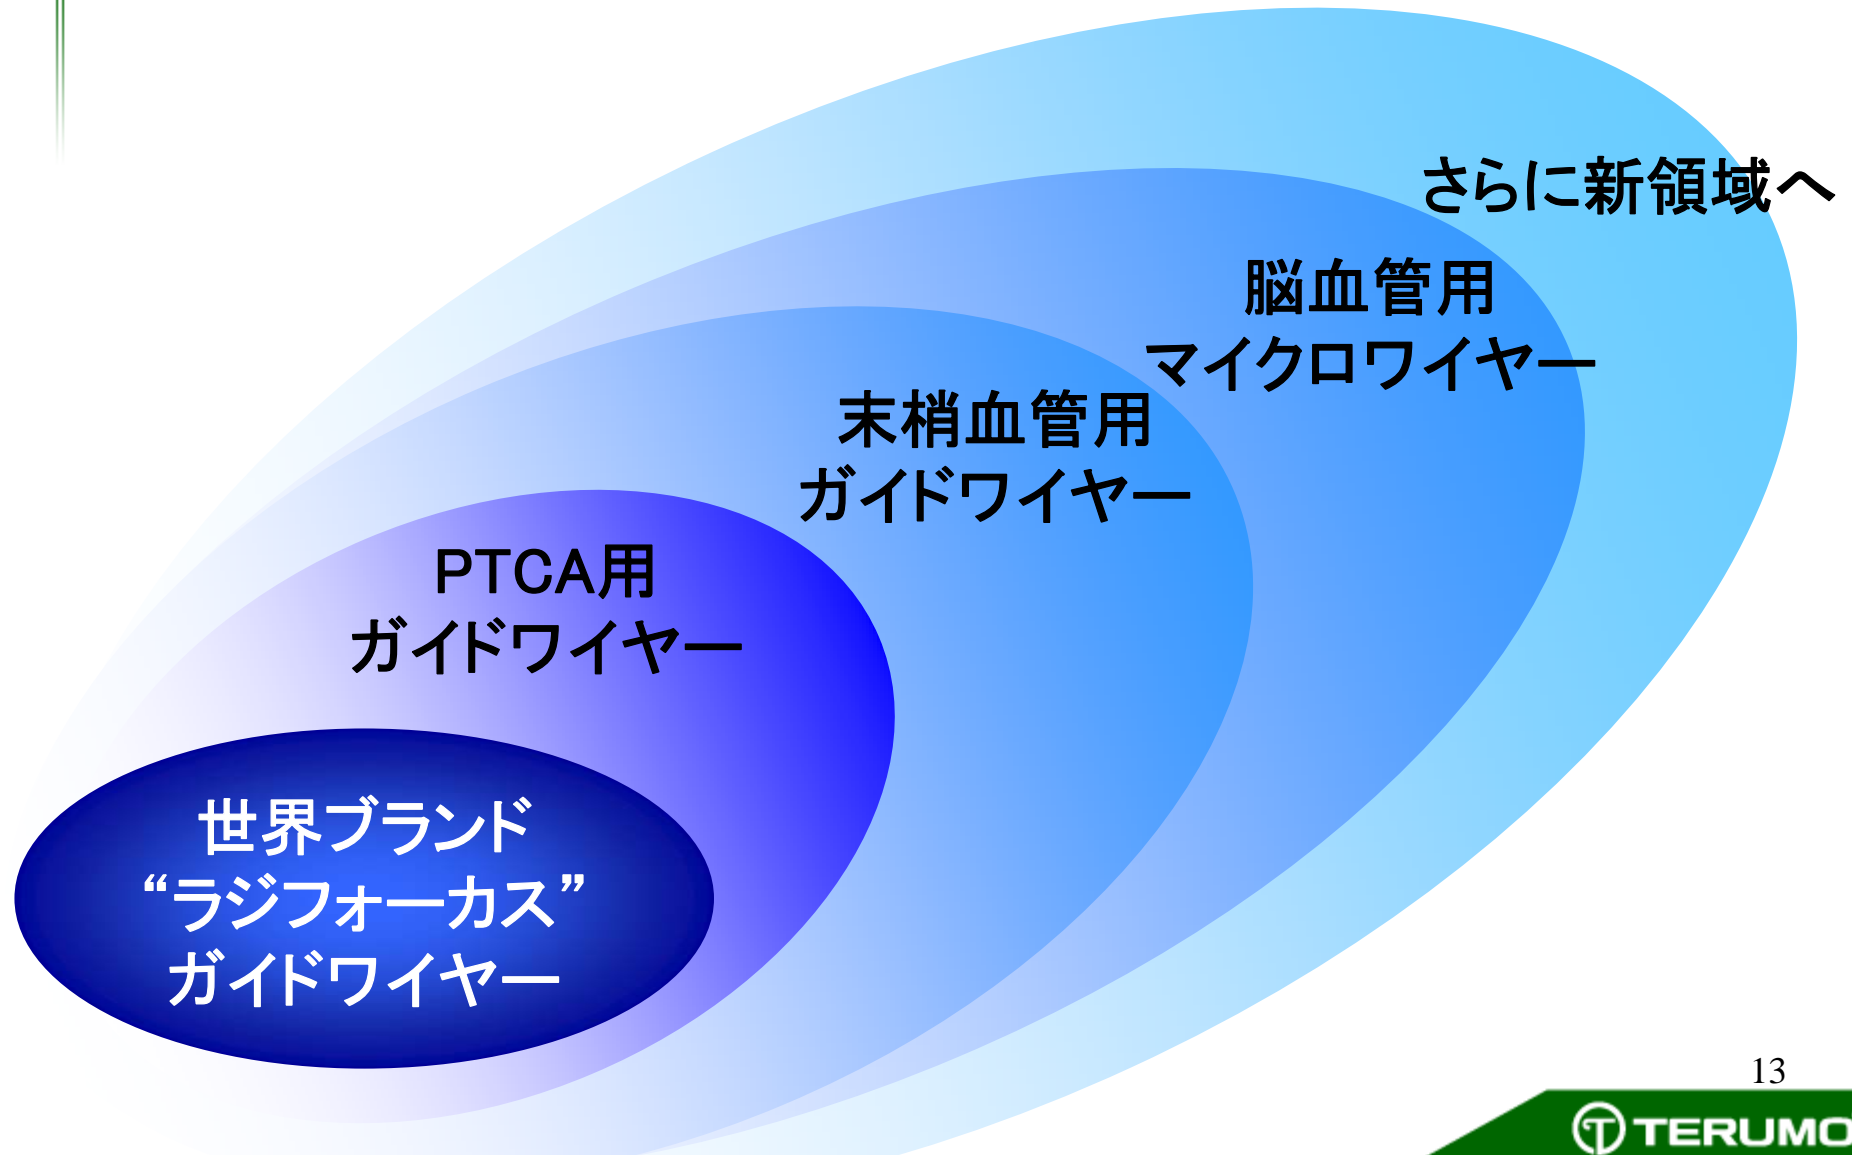 さらに新領域へ
脳血管用
マイクロワイヤー
末梢血管用
ガイドワイヤー
PTCA用
ガイドワイヤー
世界ブランド
“ラジフォーカス”
ガイドワイヤー
13
TERUMO